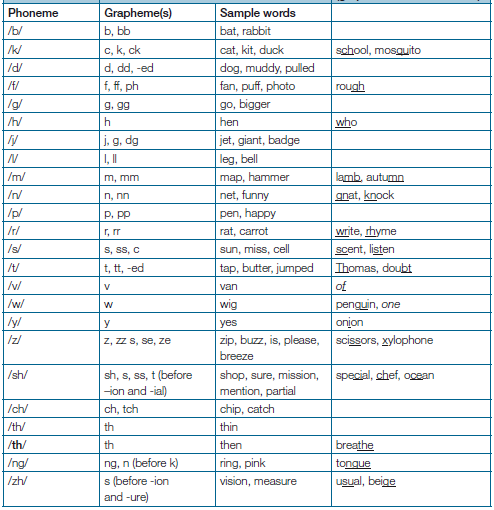 Phoneme Grapheme(s) Sample words
/b/ b, bb bat, rabbit
/k/ c, k, ck cat, kit, duck school, mosquito
/d/ d, dd, -ed dog, muddy, pulled
/f/ f, ff, ph fan, puff, photo rough
/g/ g, gg go, bigger
/h/ h hen who
/j/ j, g, dg jet, giant, badge
/l/ l, ll leg, bell
/m/ m, mm map, hammer lamb, autumn
/n/ n, nn net, funny gnat, knock
/p/ p, pp pen, happy
/r/ r, rr rat, carrot write, rhyme
/s/ s, ss, c sun, miss, cell scent, listen
/t/ t, tt, -ed tap, butter, jumped Thomas, doubt
/v/ v van of
/w/ w wig penguin, one
/y/ y yes onion
/z/ z, zz s, se, ze zip, buzz, is, please, scissors, xylophone
breeze
/sh/ sh, s, ss, t (before shop, sure, mission, special, chef, ocean
–ion and -ial) mention, partial
/ch/ ch, tch chip, catch
/th/ th thin
/th/ th then breathe
/ng/ ng, n (before k) ring, pink tongue
/zh/ s (before -ion vision, measure usual, beige
and -ure)